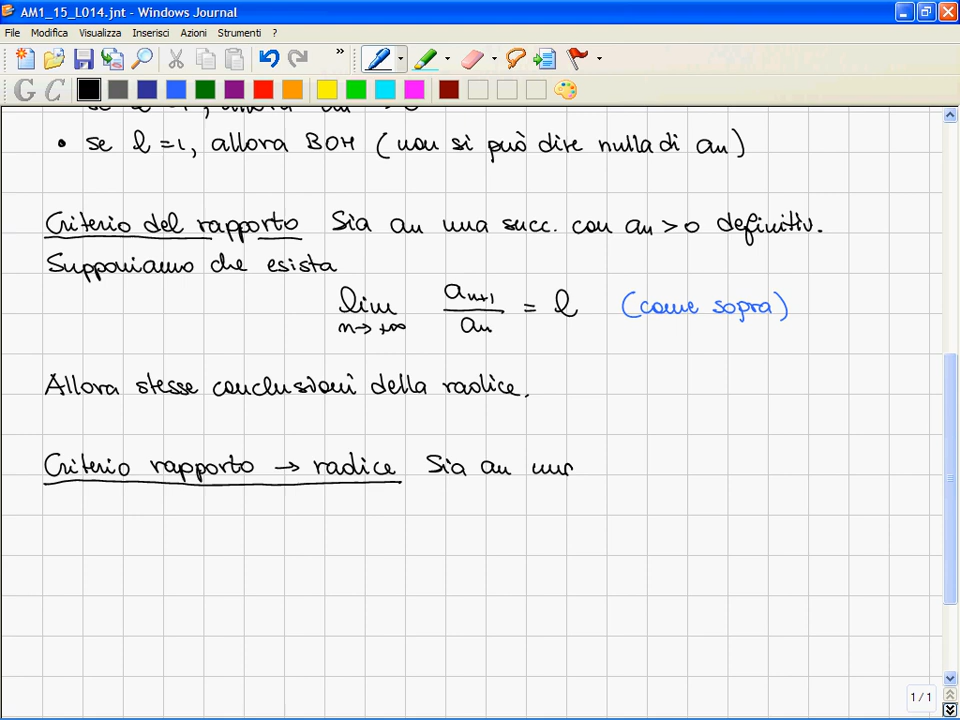 AM1_15_L014.jnt - Windows Journal
File Modifica Visualizza Inserisci Azioni Strumenti ?
• se l = 1, allora BOH (non si può dire nulla di an)
Criterio del rapporto Sia an una succ. con an > 0 definitiv.
Supponiamo che esista
lim n→+∞ an+1 / an = l (come sopra)
Allora stesse conclusioni della radice.
Criterio rapporto → radice Sia an una
1 / 1